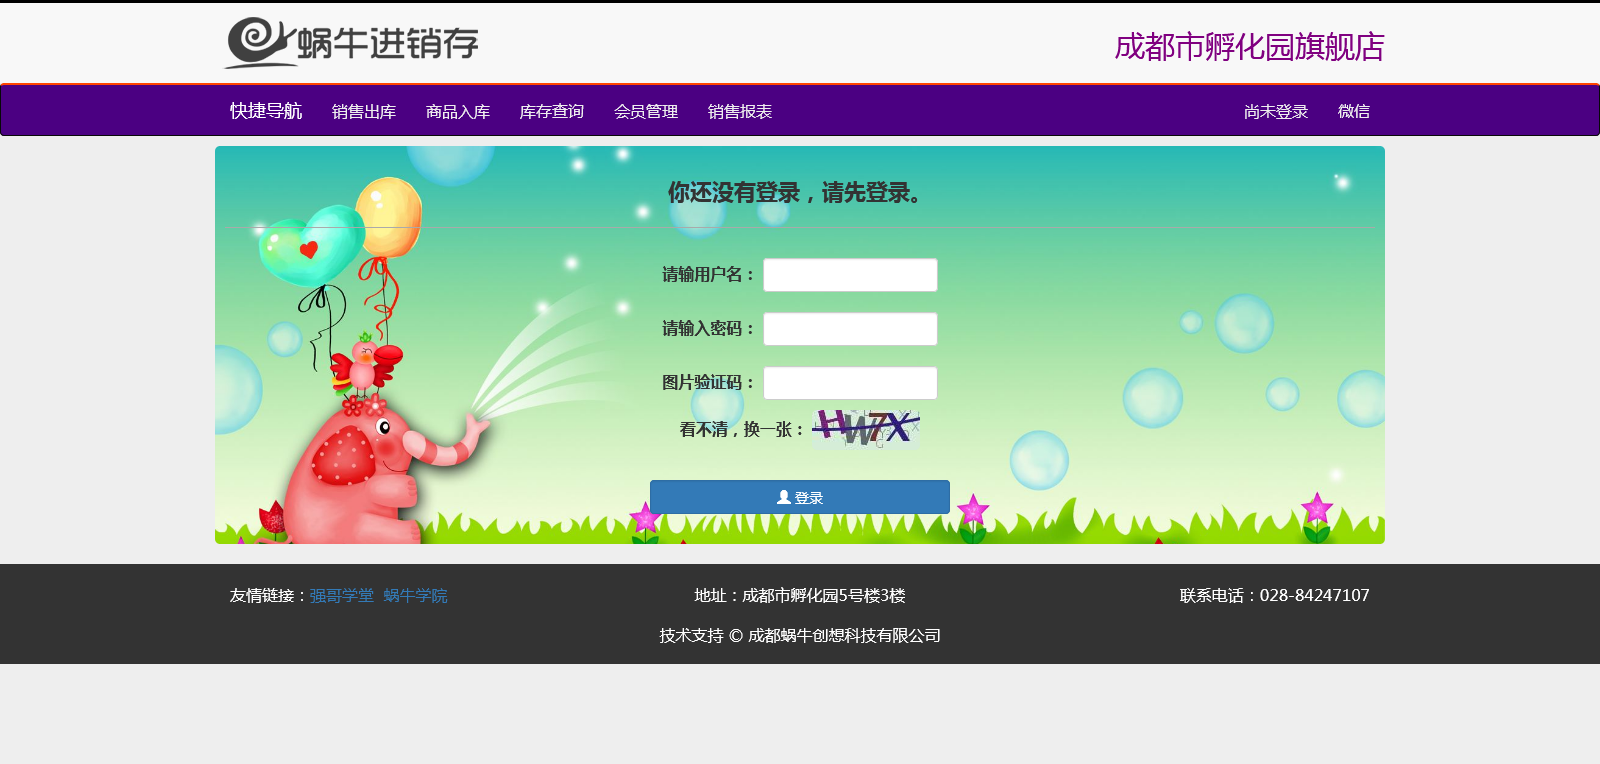 蜗牛进销存
成都市孵化园旗舰店
快捷导航 销售出库 商品入库 库存查询 会员管理 销售报表 尚未登录 微信
你还没有登录，请先登录。
请输用户名：
请输入密码：
图片验证码：
看不清，换一张： HW7X
登录
友情链接：强哥学堂 蜗牛学院 地址：成都市孵化园5号楼3楼 联系电话：028-84247107
技术支持 © 成都蜗牛创想科技有限公司